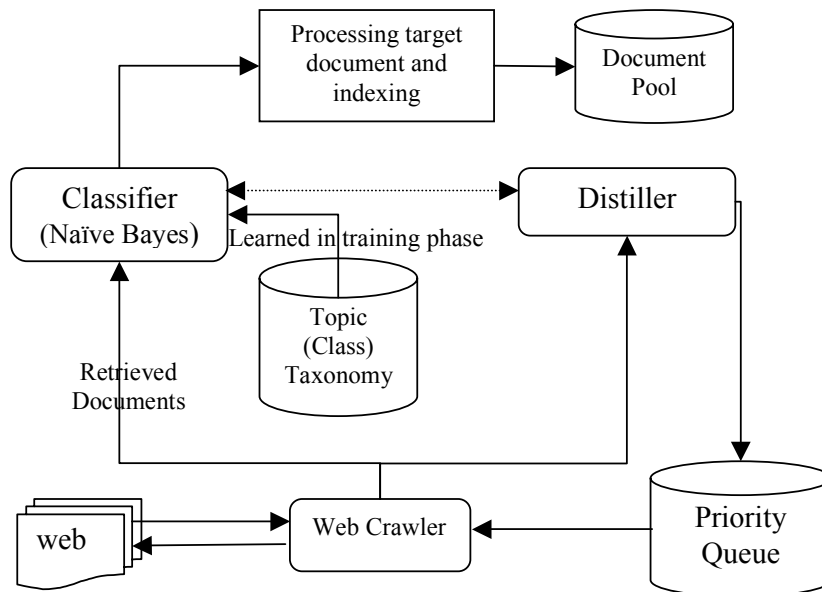 Processing target
document and
indexing
Document
Pool
Classifier
(Naïve Bayes)
Distiller
Learned in training phase
Topic
(Class)
Taxonomy
Retrieved
Documents
web
Web Crawler
Priority
Queue